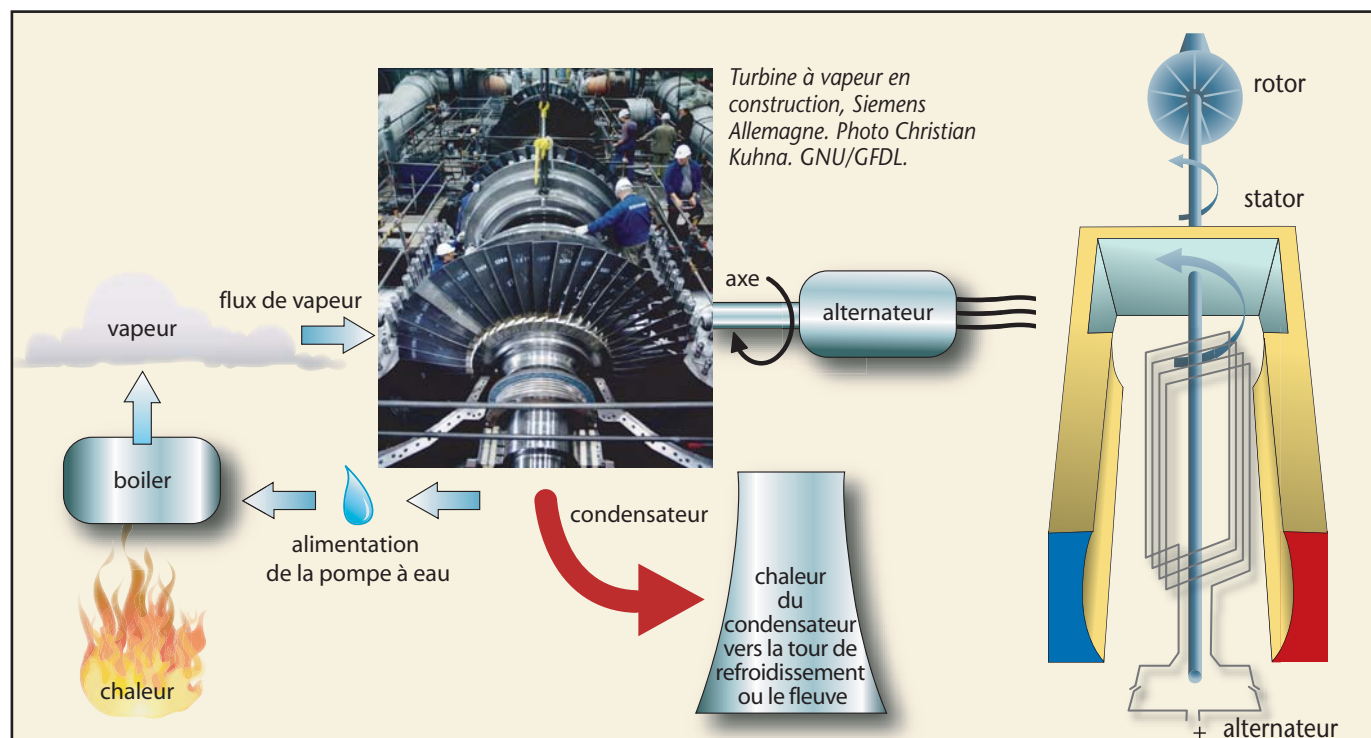 Turbine à vapeur en
construction, Siemens
Allemagne. Photo Christian
Kuhna. GNU/GFDL.
rotor
stator
flux de vapeur
vapeur
axe
alternateur
boiler
alimentation
de la pompe à eau
chaleur
condensateur
chaleur
du
condensateur
vers la tour de
refroidissement
ou le fleuve
+ alternateur